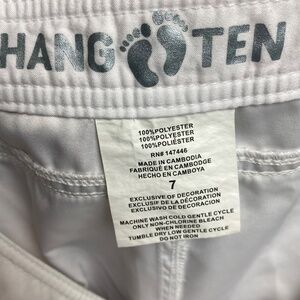 HANG TEN
100%POLYESTER
100%POLYESTER
100%POLIÉSTER
RN# 147446
MADE IN CAMBODIA
FABRIQUÉ EN CAMBODGE
HECHO EN CAMBOYA
7
EXCLUSIVE OF DECORATION
EXCLUSIF DE LA DÉCORATION
EXCLUSIVO DE DECORACIÓN
MACHINE WASH COLD GENTLE CYCLE
ONLY NON-CHLORINE BLEACH
WHEN NEEDED
TUMBLE DRY LOW GENTLE CYCLE
DO NOT IRON